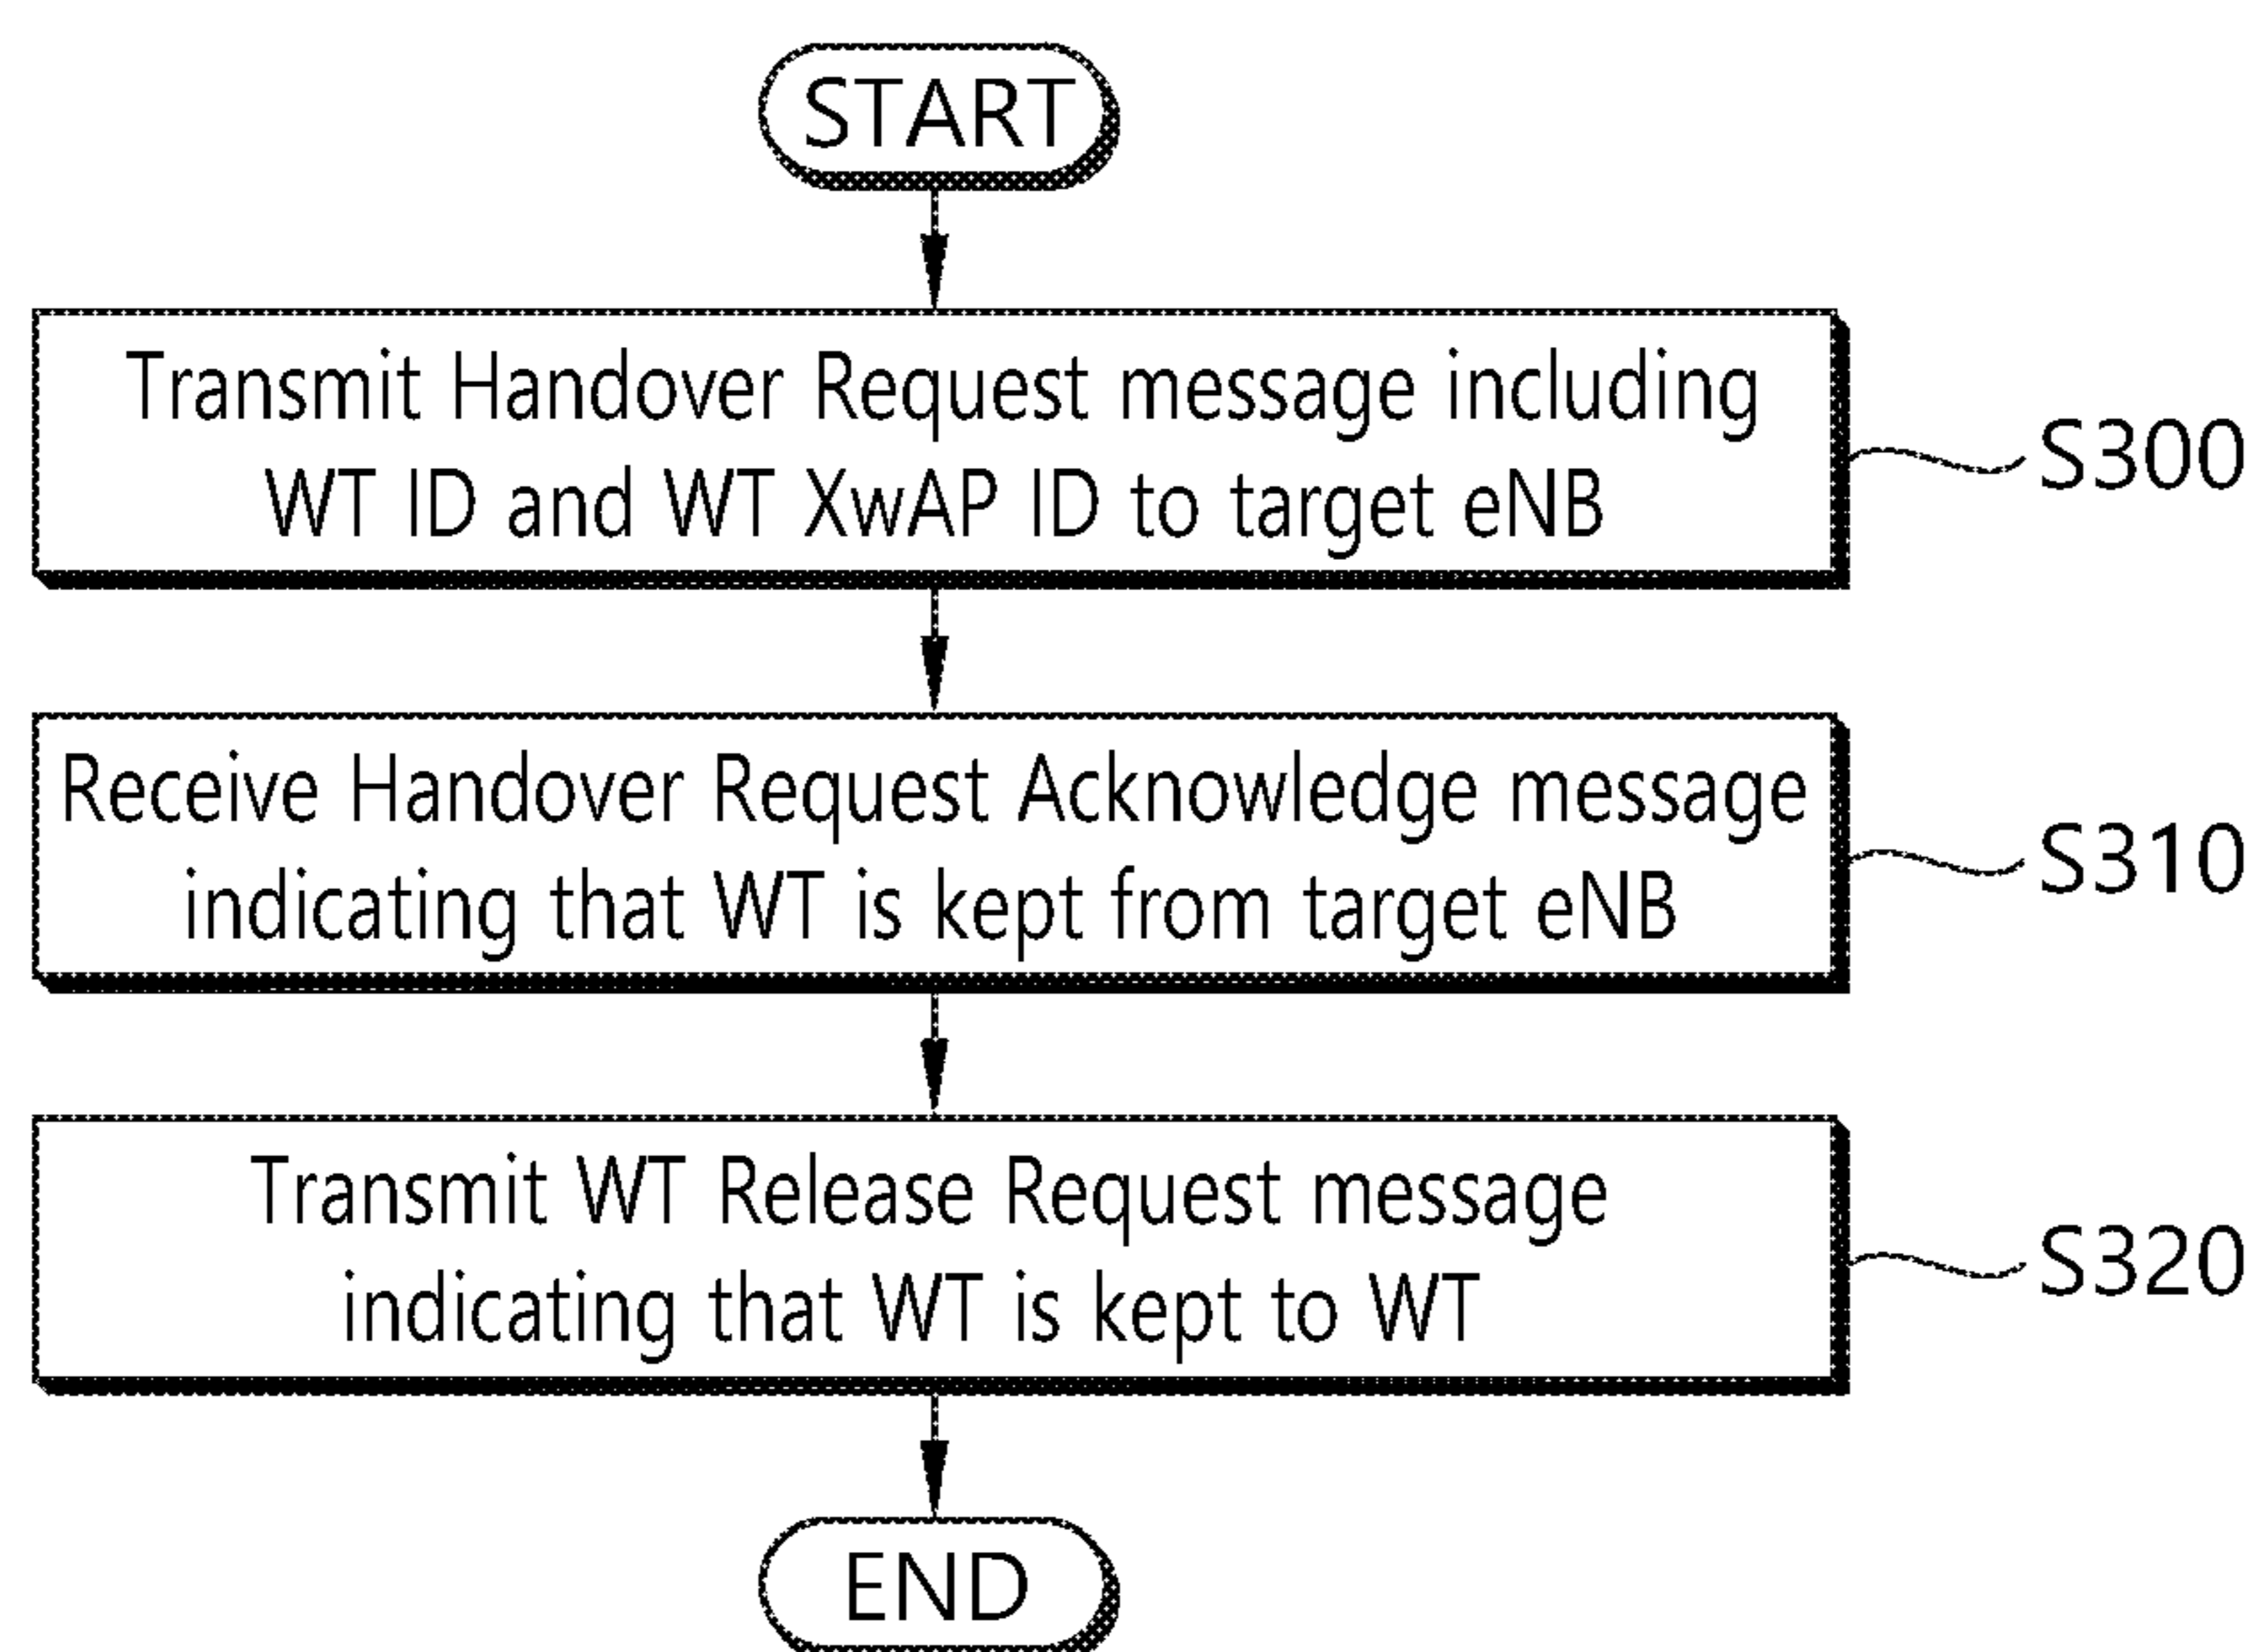 START
Transmit Handover Request message including
WT ID and WT XwAP ID to target eNB
S300
Receive Handover Request Acknowledge message
indicating that WT is kept from target eNB
S310
Transmit WT Release Request message
indicating that WT is kept to WT
S320
END